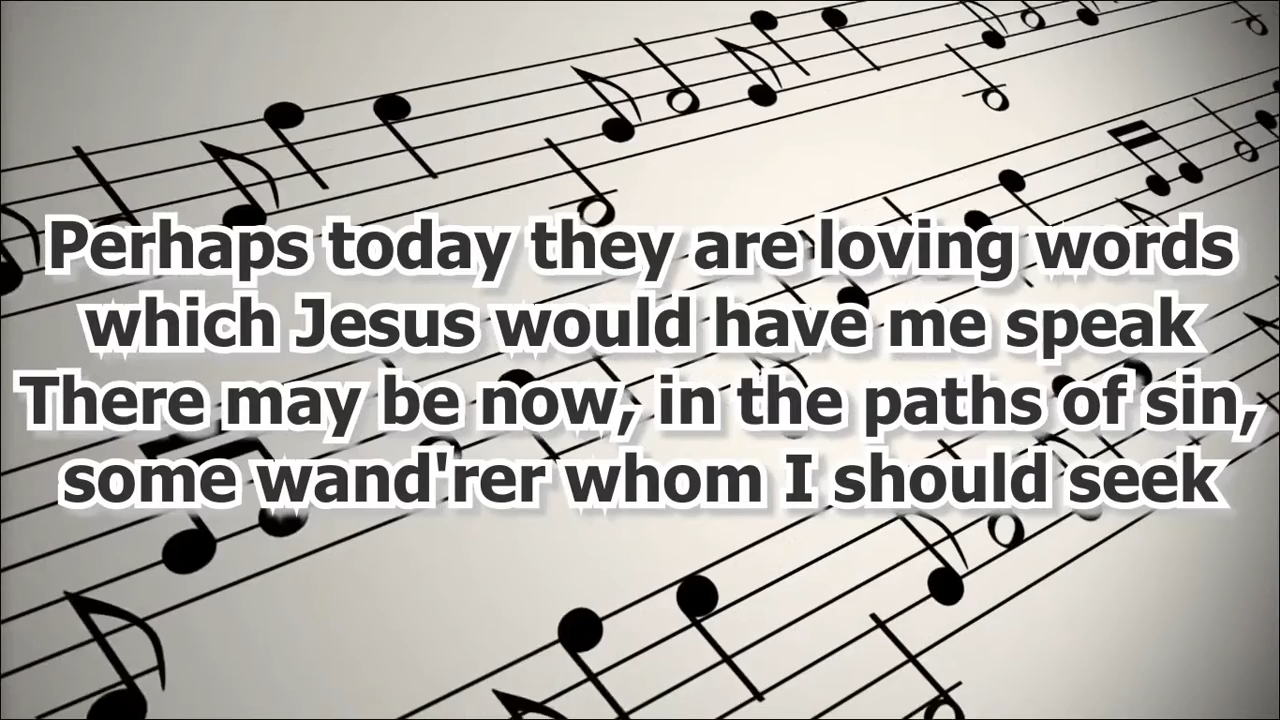 Perhaps today they are loving words
which Jesus would have me speak
There may be now, in the paths of sin,
some wand'rer whom I should seek